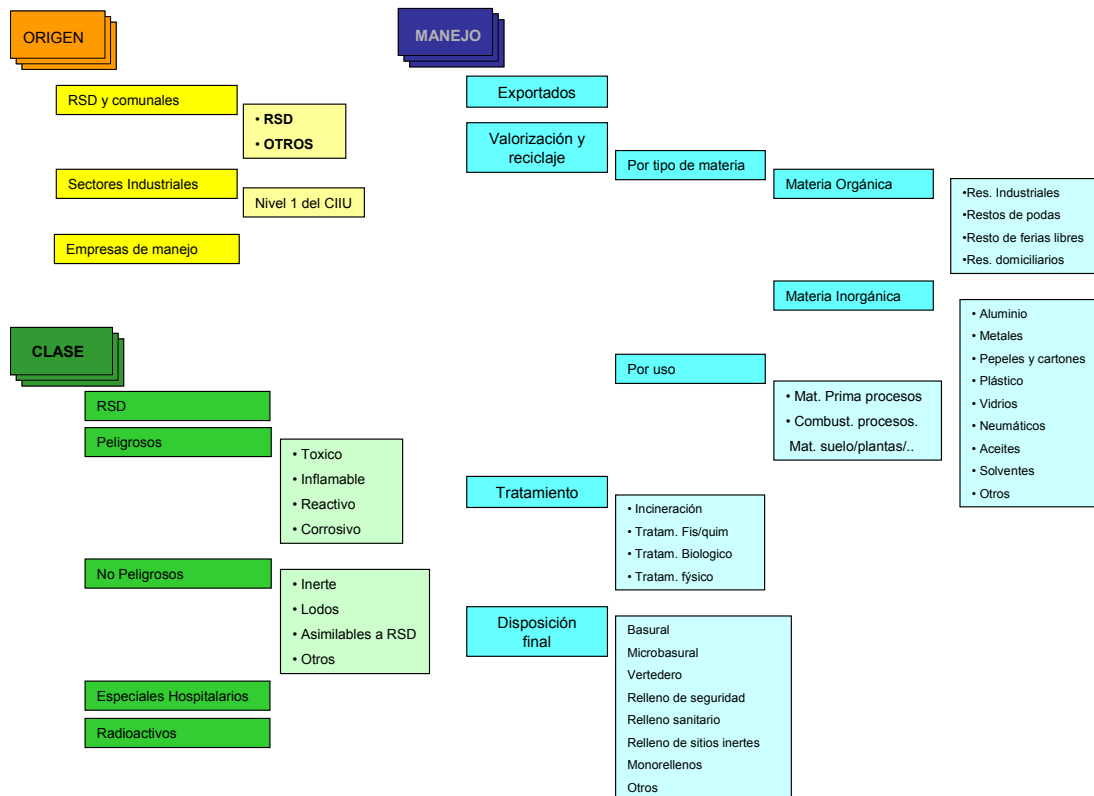 ORIGEN
RSD y comunales
• RSD
• OTROS
Sectores Industriales
Nivel 1 del CIIU
Empresas de manejo
CLASE
RSD
Peligrosos
• Toxico
• Inflamable
• Reactivo
• Corrosivo
No Peligrosos
• Inerte
• Lodos
• Asimilables a RSD
• Otros
Especiales Hospitalarios
Radioactivos
MANEJO
Exportados
Valorización y
reciclaje
Por tipo de materia
Materia Orgánica
•Res. Industriales
•Restos de podas
•Resto de ferias libres
•Res. domiciliarios
Materia Inorgánica
• Aluminio
• Metales
• Pepeles y cartones
• Plástico
• Vidrios
• Neumáticos
• Aceites
• Solventes
• Otros
Por uso
• Mat. Prima procesos
• Combust. procesos.
Mat. suelo/plantas/..
Tratamiento
• Incineración
• Tratam. Fis/quim
• Tratam. Biologico
• Tratam. fýsico
Disposición
final
Basural
Microbasural
Vertedero
Relleno de seguridad
Relleno sanitario
Relleno de sitios inertes
Monorellenos
Otros